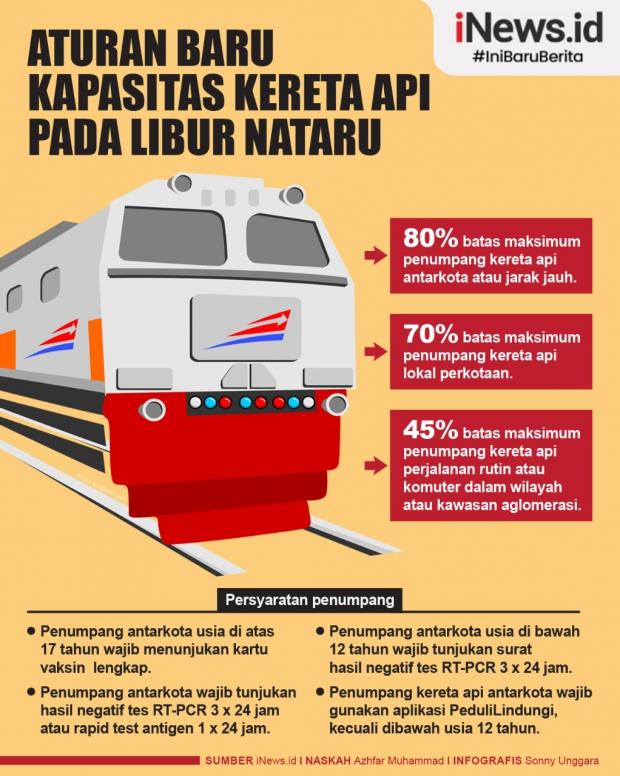 iNews.id
#IniBaruBerita
ATURAN BARU
KAPASITAS KERETA API
PADA LIBUR NATARU
80% batas maksimum
penumpang kereta api
antarkota atau jarak jauh.
70% batas maksimum
penumpang kereta api
lokal perkotaan.
45% batas maksimum
penumpang kereta api
perjalanan rutin atau
komuter dalam wilayah
atau kawasan aglomerasi.
Persyaratan penumpang
• Penumpang antarkota usia di atas
17 tahun wajib menunjukan kartu
vaksin lengkap.
• Penumpang antarkota wajib tunjukan
hasil negatif tes RT-PCR 3 x 24 jam
atau rapid test antigen 1 x 24 jam.
• Penumpang antarkota usia di bawah
12 tahun wajib tunjukan surat
hasil negatif tes RT-PCR 3 x 24 jam.
• Penumpang kereta api antarkota wajib
gunakan aplikasi PeduliLindungi,
kecuali dibawah usia 12 tahun.
SUMBER iNews.id I NASKAH Azhfar Muhammad I INFOGRAFIS Sonny Unggara